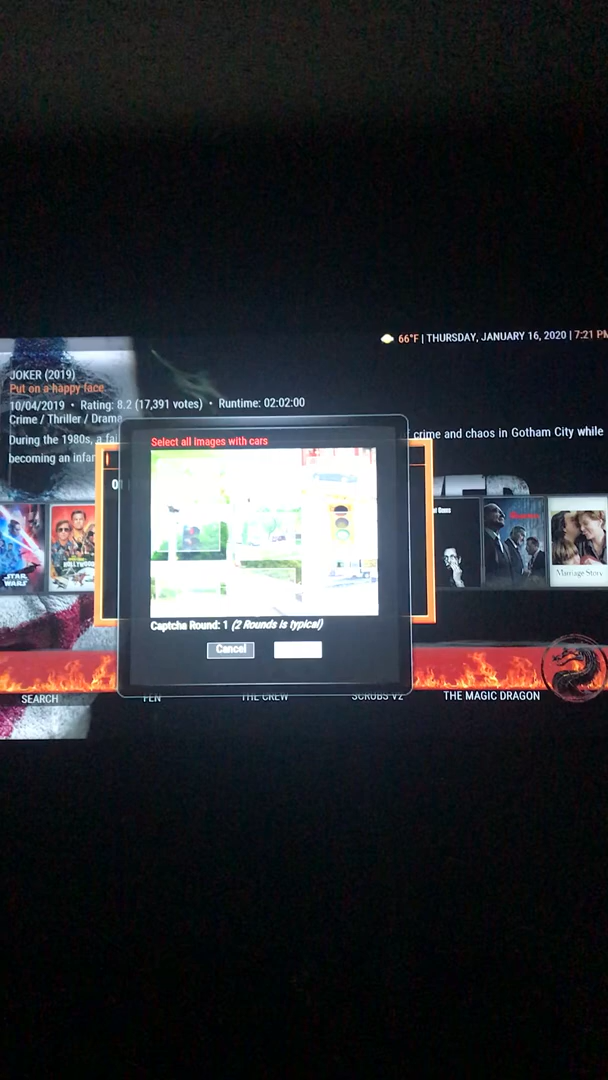 66°F | THURSDAY, JANUARY 16, 2020 | 7:21 PM
JOKER (2019)
Put on a happy face.
10/04/2019 • Rating: 8.2 (17,391 votes) • Runtime: 02:02:00
Crime / Thriller / Drama
During the 1980s, a fai
crime and chaos in Gotham City while
becoming an infam
Select all images with cars
STAR
WARS
HOLLYWOOD
Marriage Story
Captcha Round: 1 (2 Rounds is typical)
Cancel
SEARCH
FEN
THE CREW
SCRUBS V2
THE MAGIC DRAGON